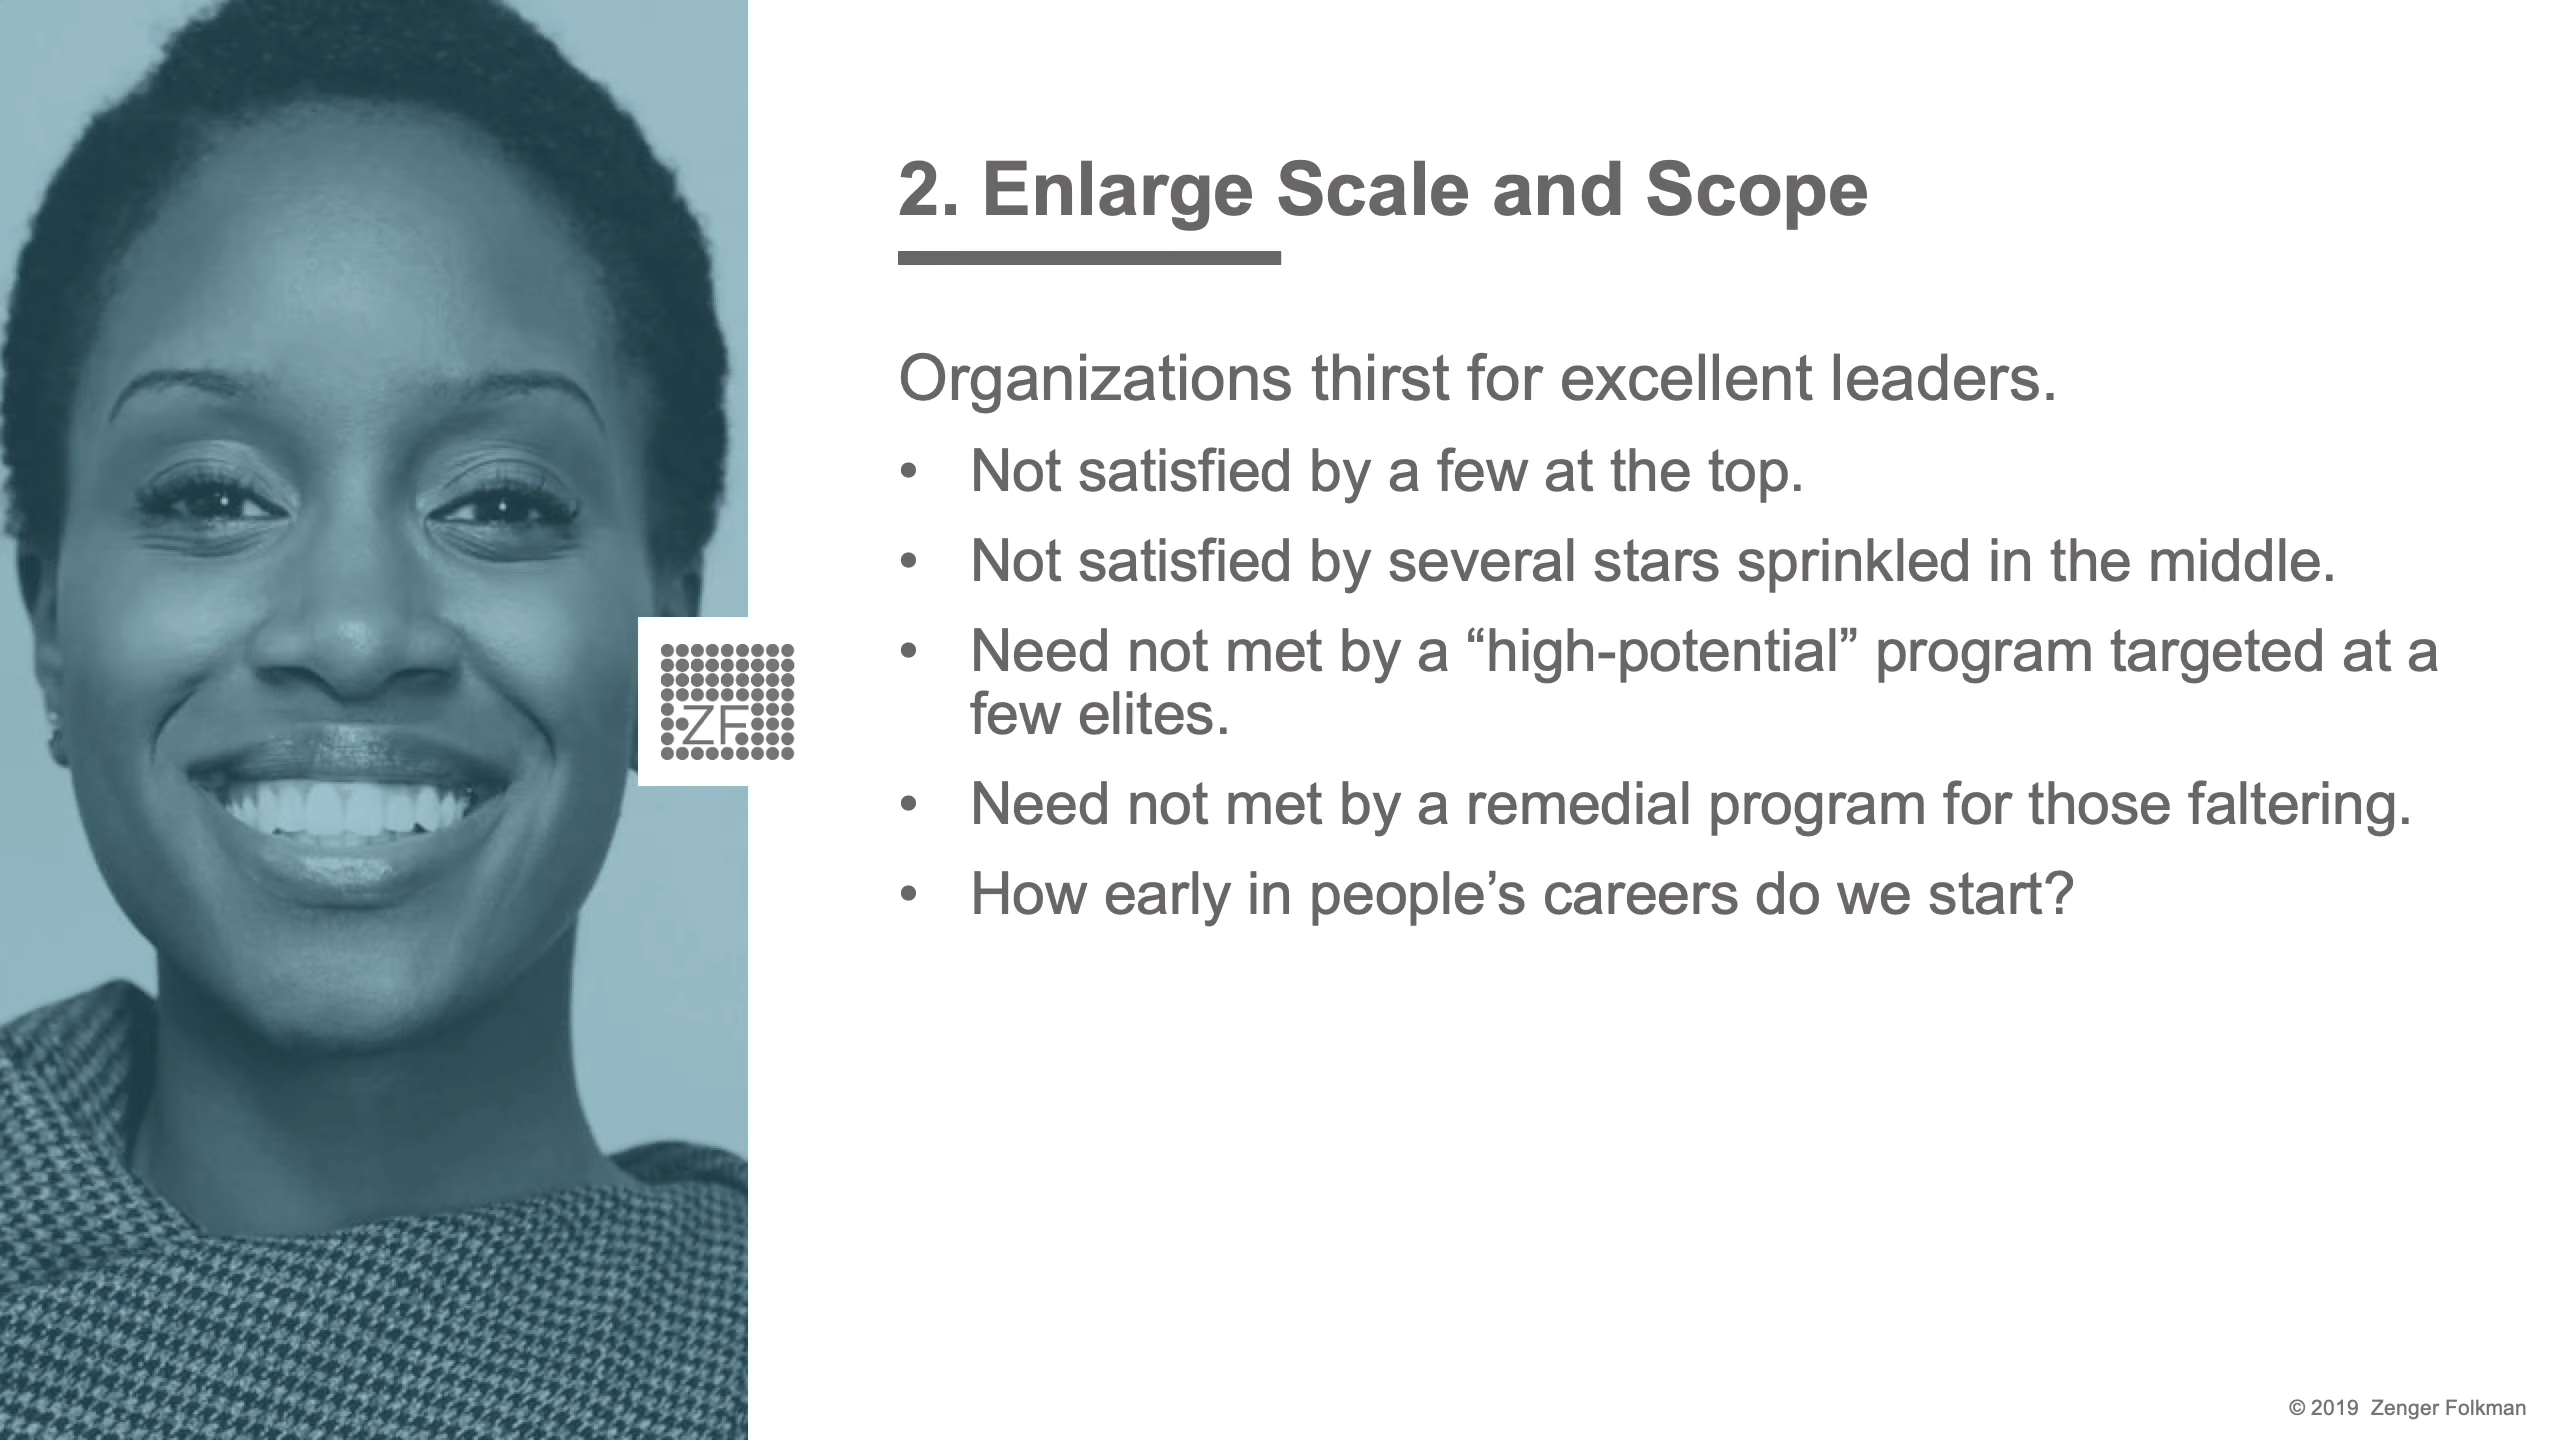 2. Enlarge Scale and Scope
Organizations thirst for excellent leaders.
• Not satisfied by a few at the top.
• Not satisfied by several stars sprinkled in the middle.
• Need not met by a “high-potential” program targeted at a
few elites.
• Need not met by a remedial program for those faltering.
• How early in people’s careers do we start?
ZF
© 2019 Zenger Folkman